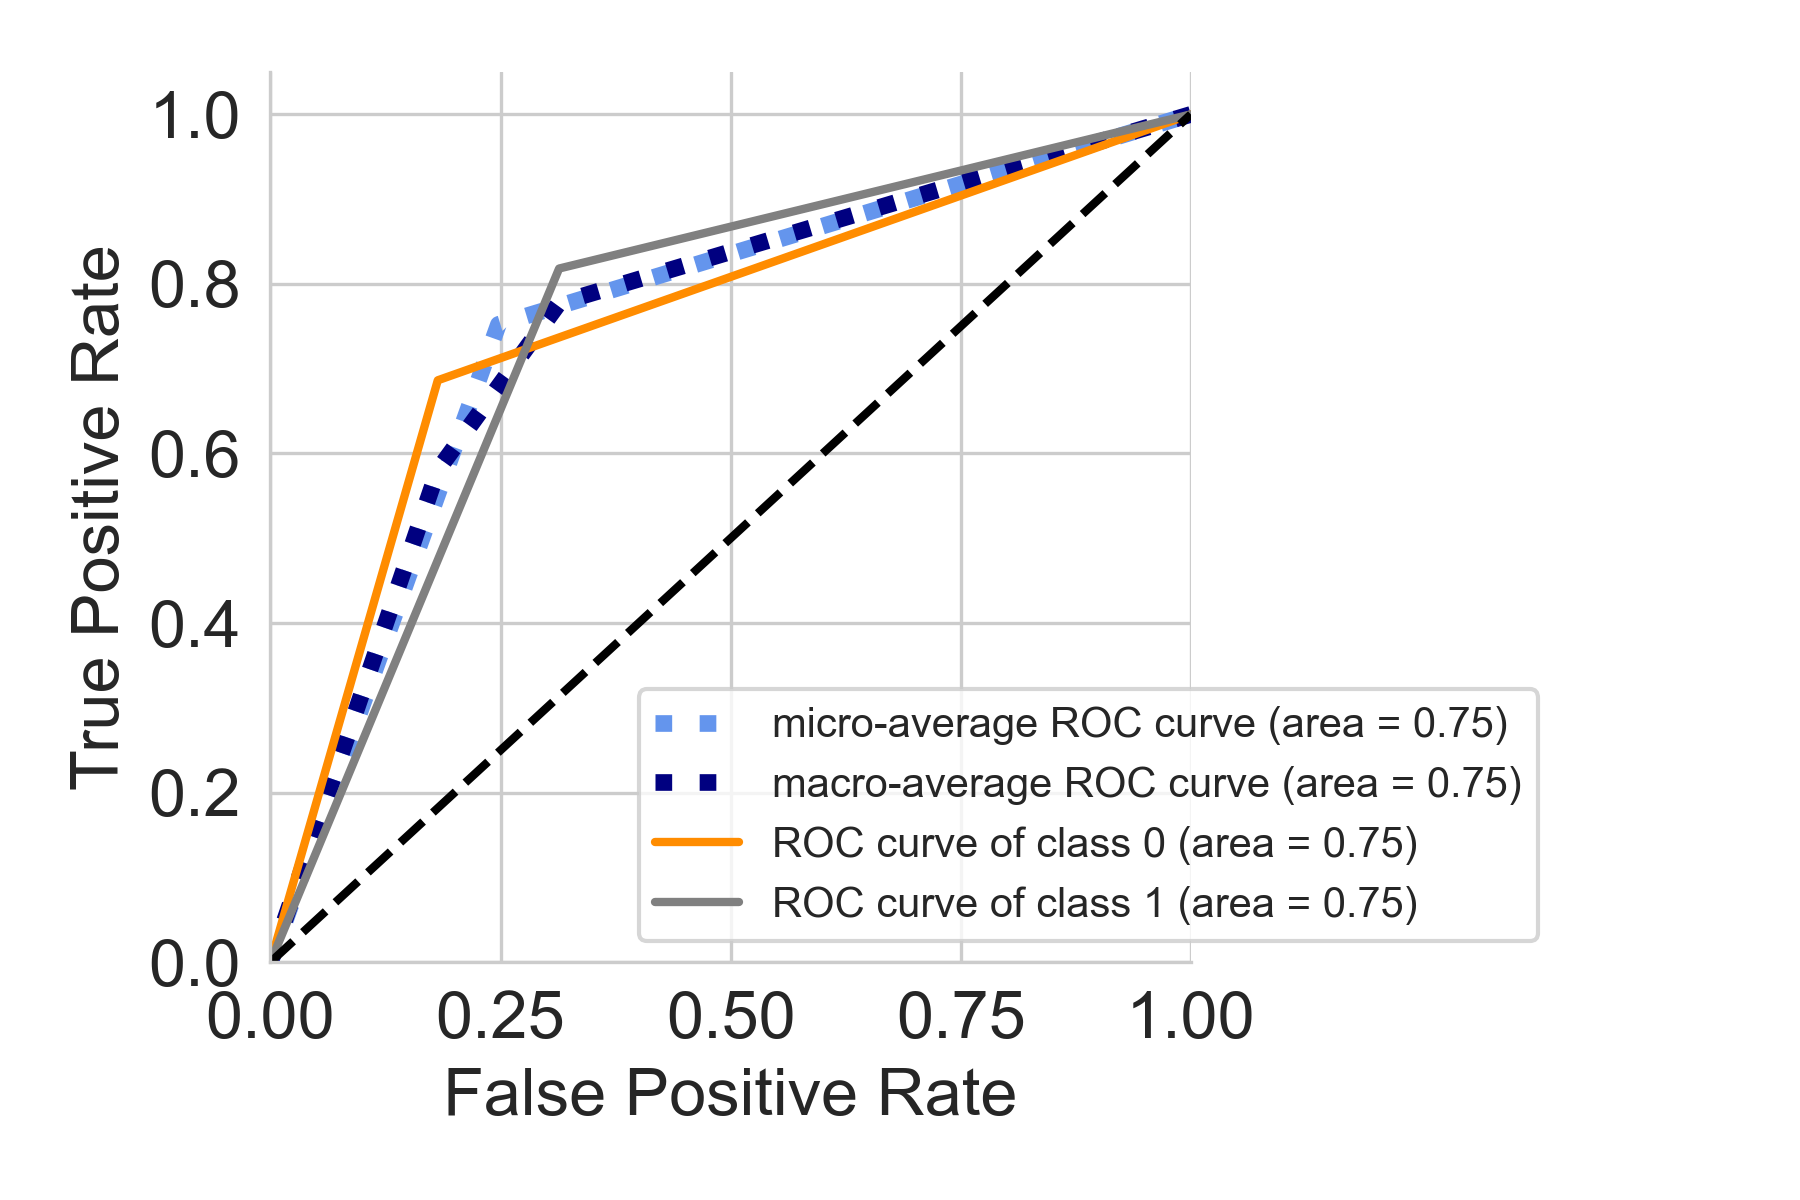 True Positive Rate
1.0
0.8
0.6
0.4
0.2
0.0
micro-average ROC curve (area = 0.75)
macro-average ROC curve (area = 0.75)
ROC curve of class 0 (area = 0.75)
ROC curve of class 1 (area = 0.75)
0.00 0.25 0.50 0.75 1.00
False Positive Rate